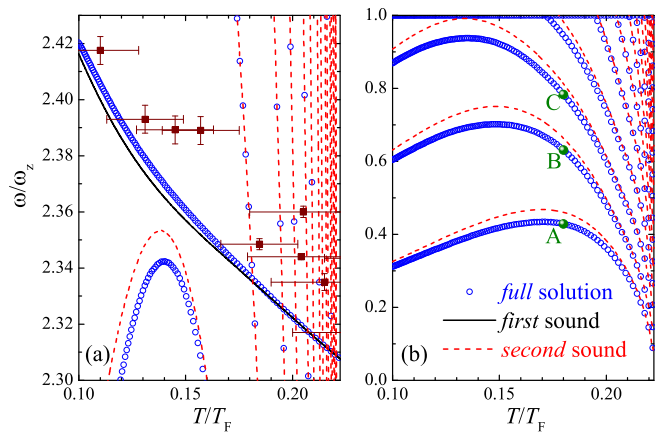 2.42
2.40
2.38
2.36
2.34
2.32
2.30
ω/ω_z
0.10
0.15
0.20
T/T_F
(a)
1.0
0.8
0.6
0.4
0.2
0.0
C
B
A
full solution
first sound
second sound
(b)
0.10
0.15
0.20
T/T_F